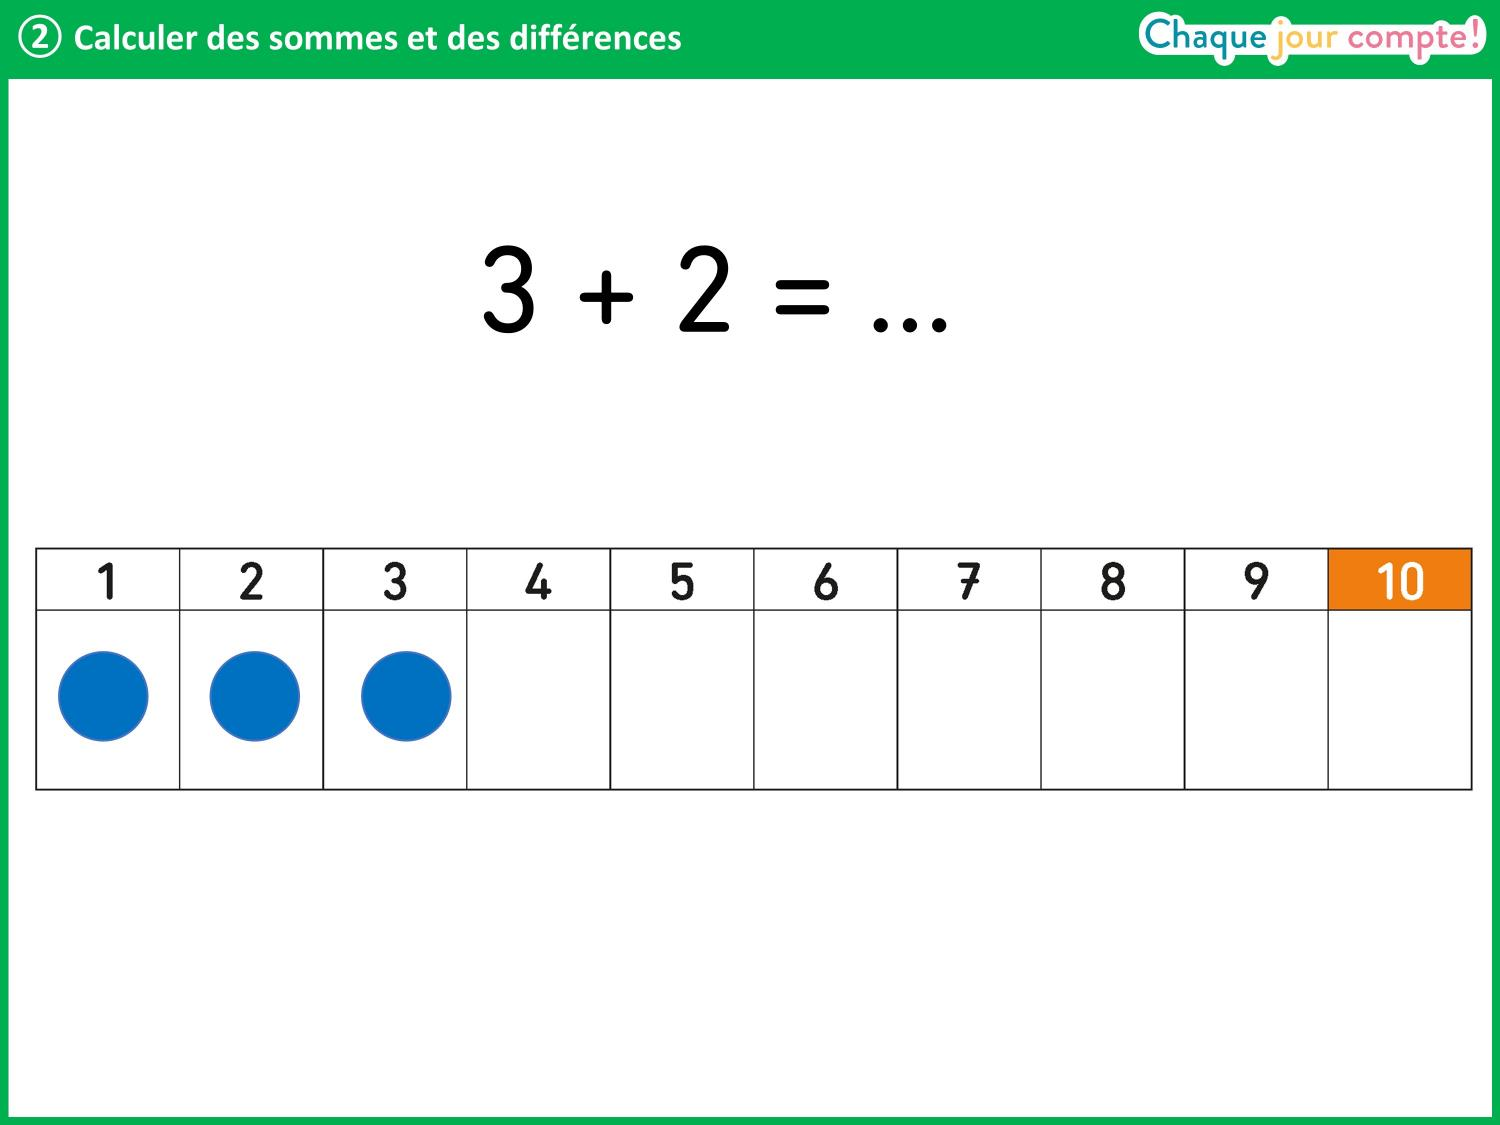 ② Calculer des sommes et des différences
Chaque jour compte!
3 + 2 = ...
1 2 3 4 5 6 7 8 9 10